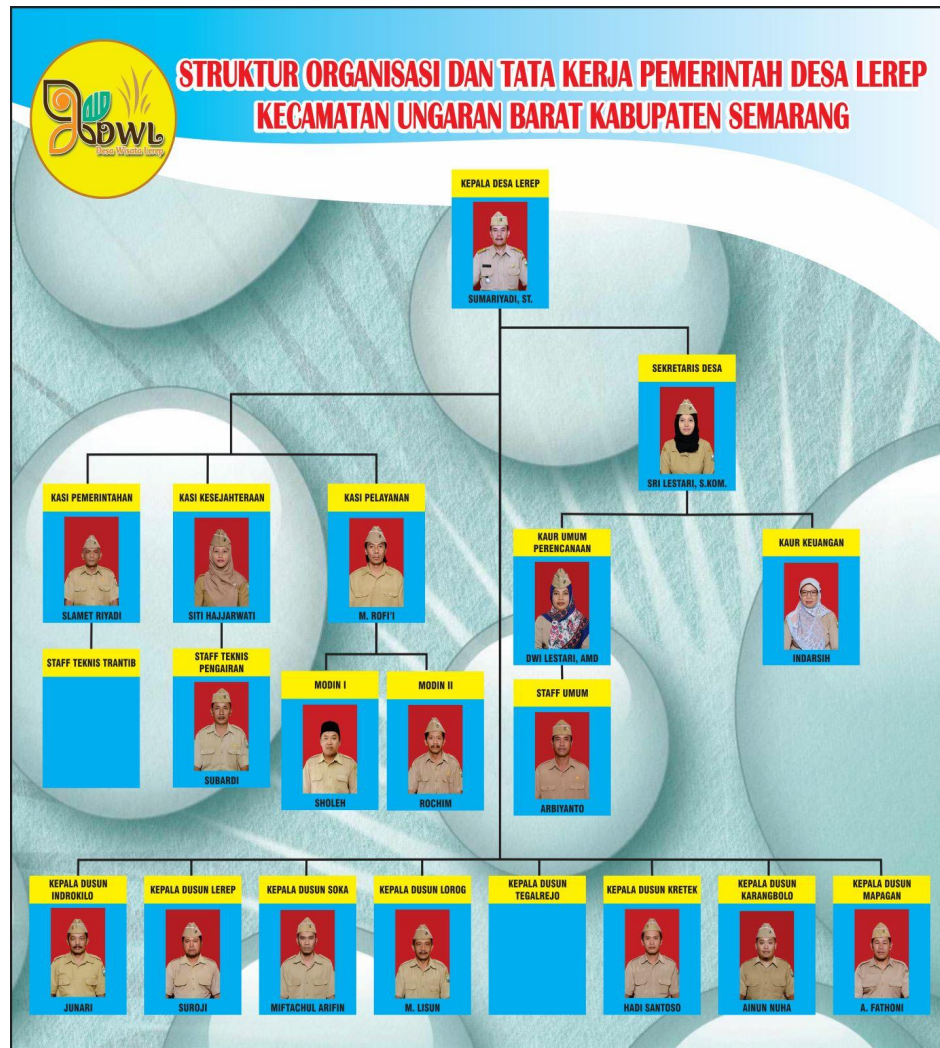 STRUKTUR ORGANISASI DAN TATA KERJA PEMERINTAH DESA LEREP
KECAMATAN UNGARAN BARAT KABUPATEN SEMARANG
DWL
Desa Wisata Lerep
KEPALA DESA LEREP
SUMARIYADI, ST.
SEKRETARIS DESA
SRI LESTARI, S.KOM.
KASI PEMERINTAHAN
SLAMET RIYADI
KASI KESEJAHTERAAN
SITI HAJJARWATI
KASI PELAYANAN
M. ROFI'I
KAUR UMUM
PERENCANAAN
DWI LESTARI, AMD
KAUR KEUANGAN
INDARSIH
STAFF TEKNIS TRANTIB
STAFF TEKNIS
PENGAIRAN
SUBARDI
MODIN I
SHOLEH
MODIN II
ROCHIM
STAFF UMUM
ARBIYANTO
KEPALA DUSUN
INDROKILO
JUNARI
KEPALA DUSUN LEREP
SUROJI
KEPALA DUSUN SOKA
MIFTACHUL ARIFIN
KEPALA DUSUN LOROG
M. LISUN
KEPALA DUSUN
TEGALREJO
KEPALA DUSUN KRETEK
HADI SANTOSO
KEPALA DUSUN
KARANGBOLO
AINUN NUHA
KEPALA DUSUN
MAPAGAN
A. FATHONI